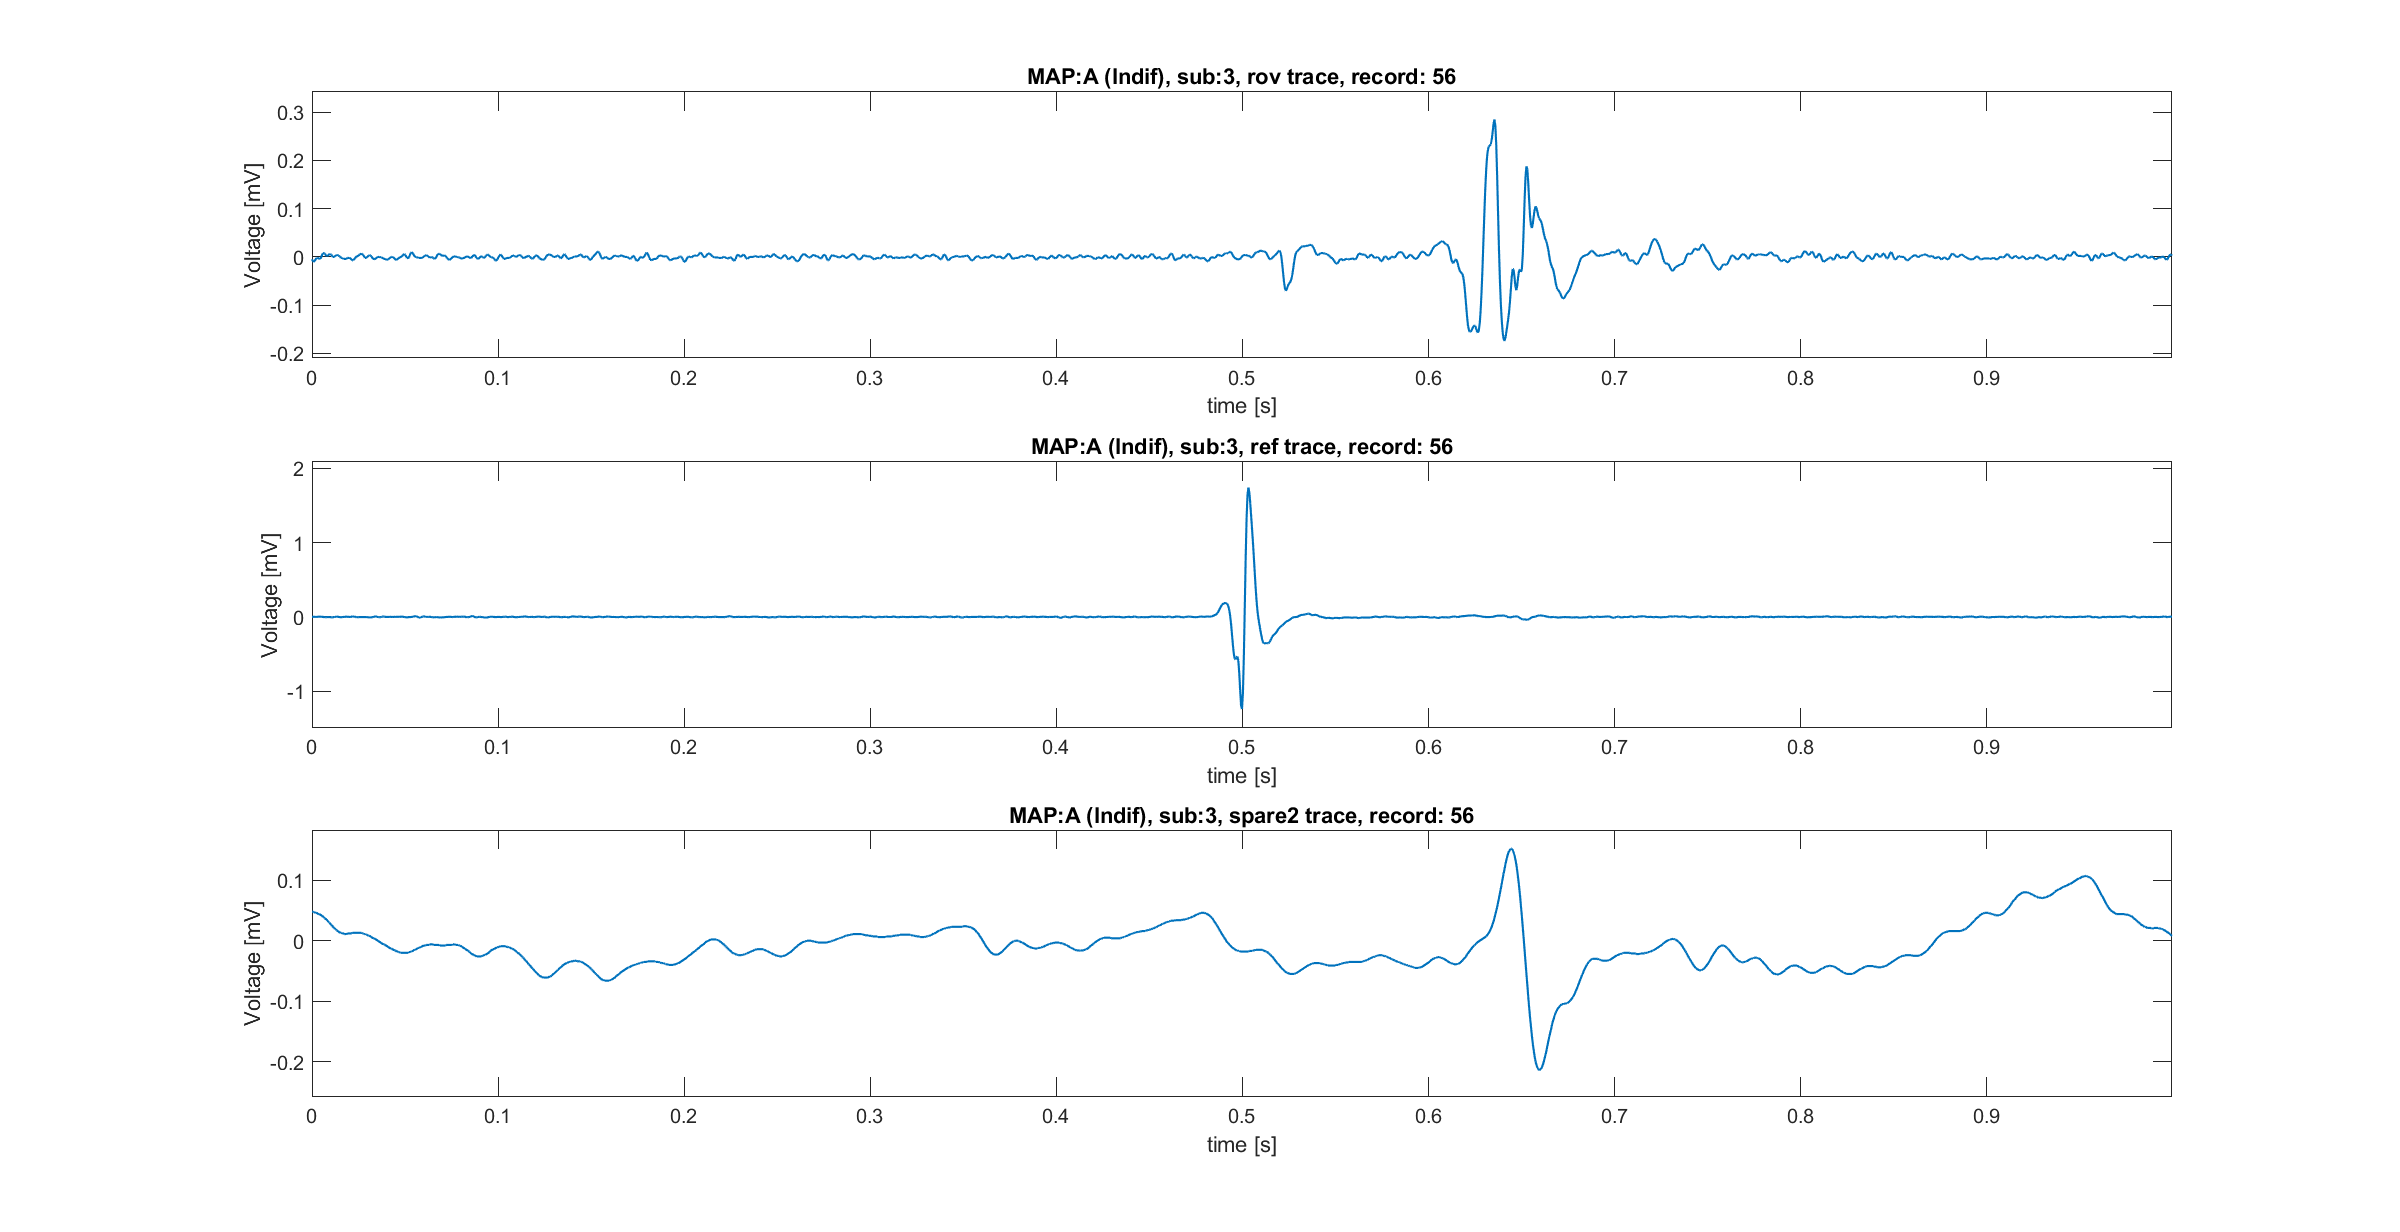 MAP:A (Indif), sub:3, rov trace, record: 56
Voltage [mV]
0.3
0.2
0.1
0
-0.1
-0.2
0 0.1 0.2 0.3 0.4 0.5 0.6 0.7 0.8 0.9
time [s]
MAP:A (Indif), sub:3, ref trace, record: 56
Voltage [mV]
2
1
0
-1
0 0.1 0.2 0.3 0.4 0.5 0.6 0.7 0.8 0.9
time [s]
MAP:A (Indif), sub:3, spare2 trace, record: 56
Voltage [mV]
0.1
0
-0.1
-0.2
0 0.1 0.2 0.3 0.4 0.5 0.6 0.7 0.8 0.9
time [s]